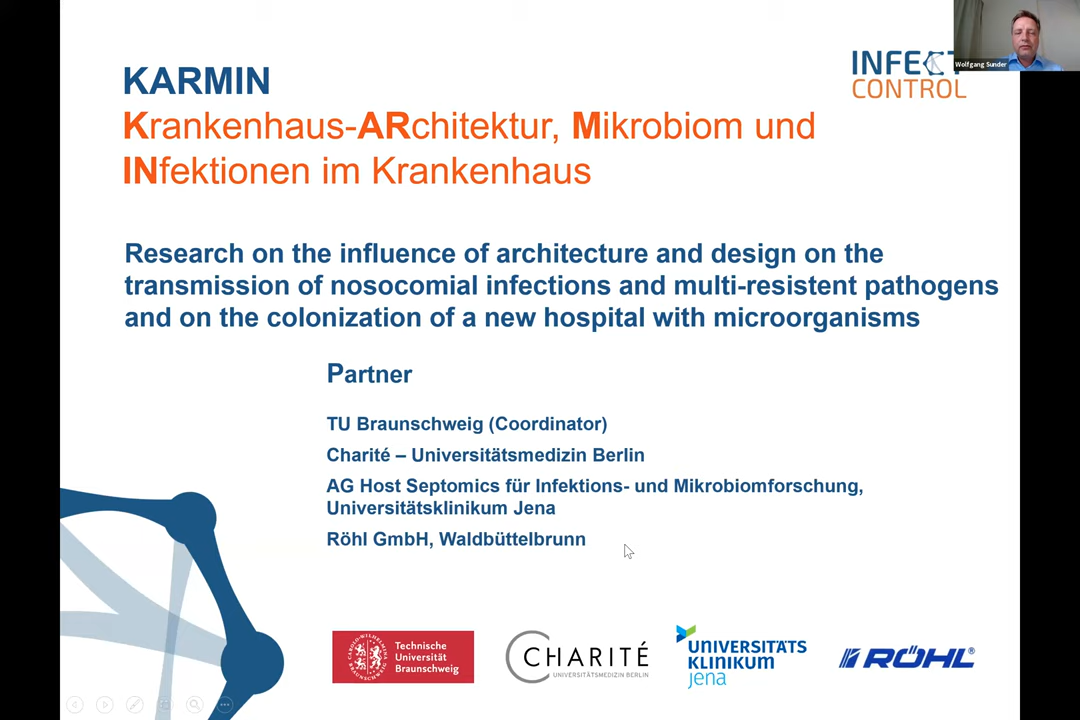 KARMIN
Krankenhaus-ARchitektur, Mikrobiom und
INfektionen im Krankenhaus
INFECT
CONTROL
Wolfgang Sunder
Research on the influence of architecture and design on the
transmission of nosocomial infections and multi-resistent pathogens
and on the colonization of a new hospital with microorganisms
Partner
TU Braunschweig (Coordinator)
Charité – Universitätsmedizin Berlin
AG Host Septomics für Infektions- und Mikrobiomforschung,
Universitätsklinikum Jena
Röhl GmbH, Waldbüttelbrunn
Technische
Universität
Braunschweig
CHARITÉ
UNIVERSITÄTSMEDIZIN BERLIN
UNIVERSITÄTS
KLINIKUM
jena
RÖHL®